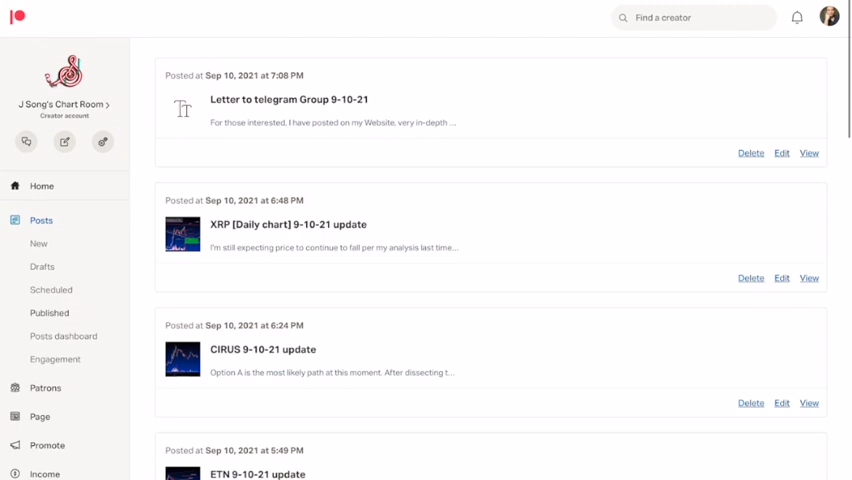 Find a creator
J Song's Chart Room
Creator account
Home
Posts
New
Drafts
Scheduled
Published
Posts dashboard
Engagement
Patrons
Page
Promote
Income
Posted at Sep 10, 2021 at 7:08 PM
Letter to telegram Group 9-10-21
For those interested, I have posted on my Website, very in-depth ...
Delete Edit View
Posted at Sep 10, 2021 at 6:48 PM
XRP [Daily chart] 9-10-21 update
I'm still expecting price to continue to fall per my analysis last time...
Delete Edit View
Posted at Sep 10, 2021 at 6:24 PM
CIRUS 9-10-21 update
Option A is the most likely path at this moment. After dissecting t...
Delete Edit View
Posted at Sep 10, 2021 at 5:49 PM
ETN 9-10-21 update